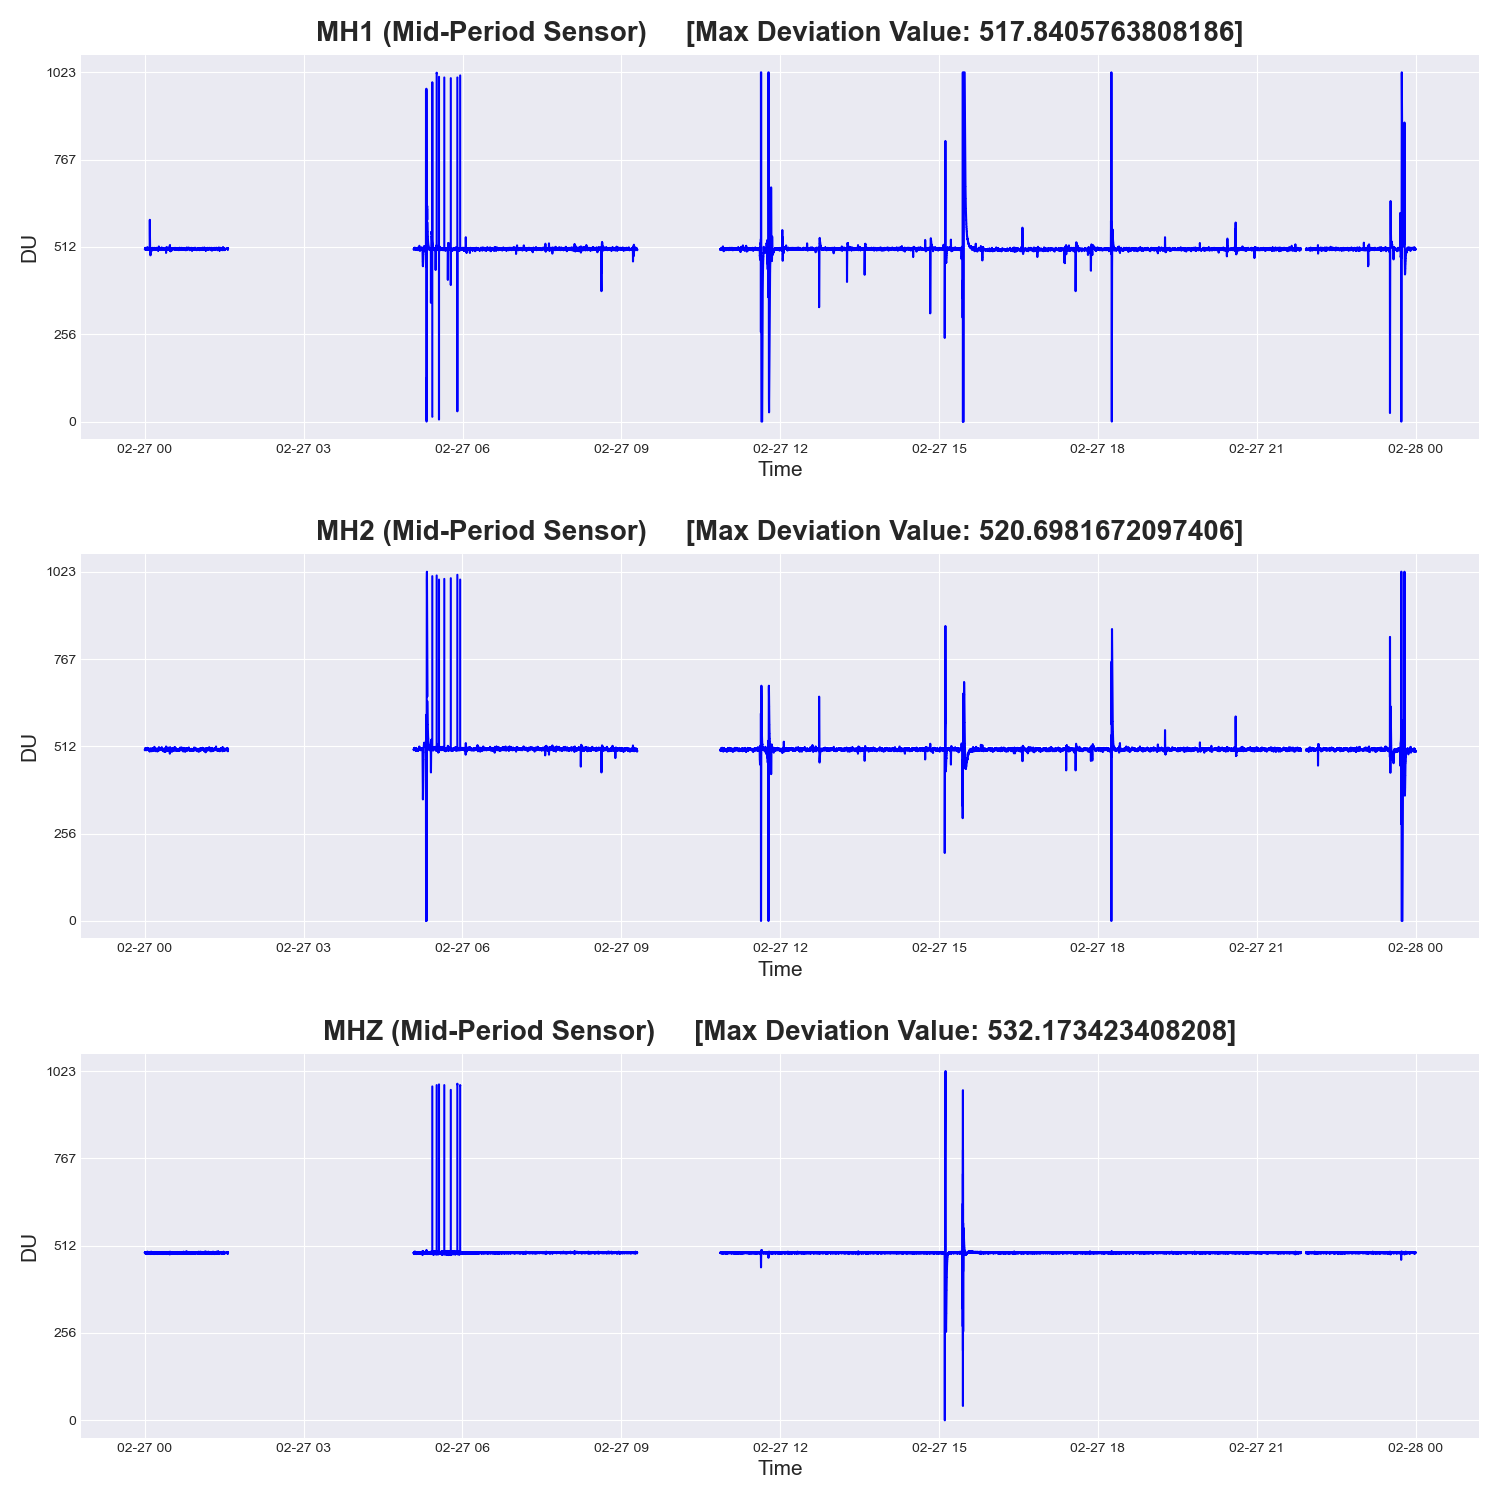 MH1 (Mid-Period Sensor) [Max Deviation Value: 517.8405763808186]
1023
767
512
256
0
DU
02-27 00 02-27 03 02-27 06 02-27 09 02-27 12 02-27 15 02-27 18 02-27 21 02-28 00
Time
MH2 (Mid-Period Sensor) [Max Deviation Value: 520.6981672097406]
1023
767
512
256
0
DU
02-27 00 02-27 03 02-27 06 02-27 09 02-27 12 02-27 15 02-27 18 02-27 21 02-28 00
Time
MHZ (Mid-Period Sensor) [Max Deviation Value: 532.173423408208]
1023
767
512
256
0
DU
02-27 00 02-27 03 02-27 06 02-27 09 02-27 12 02-27 15 02-27 18 02-27 21 02-28 00
Time